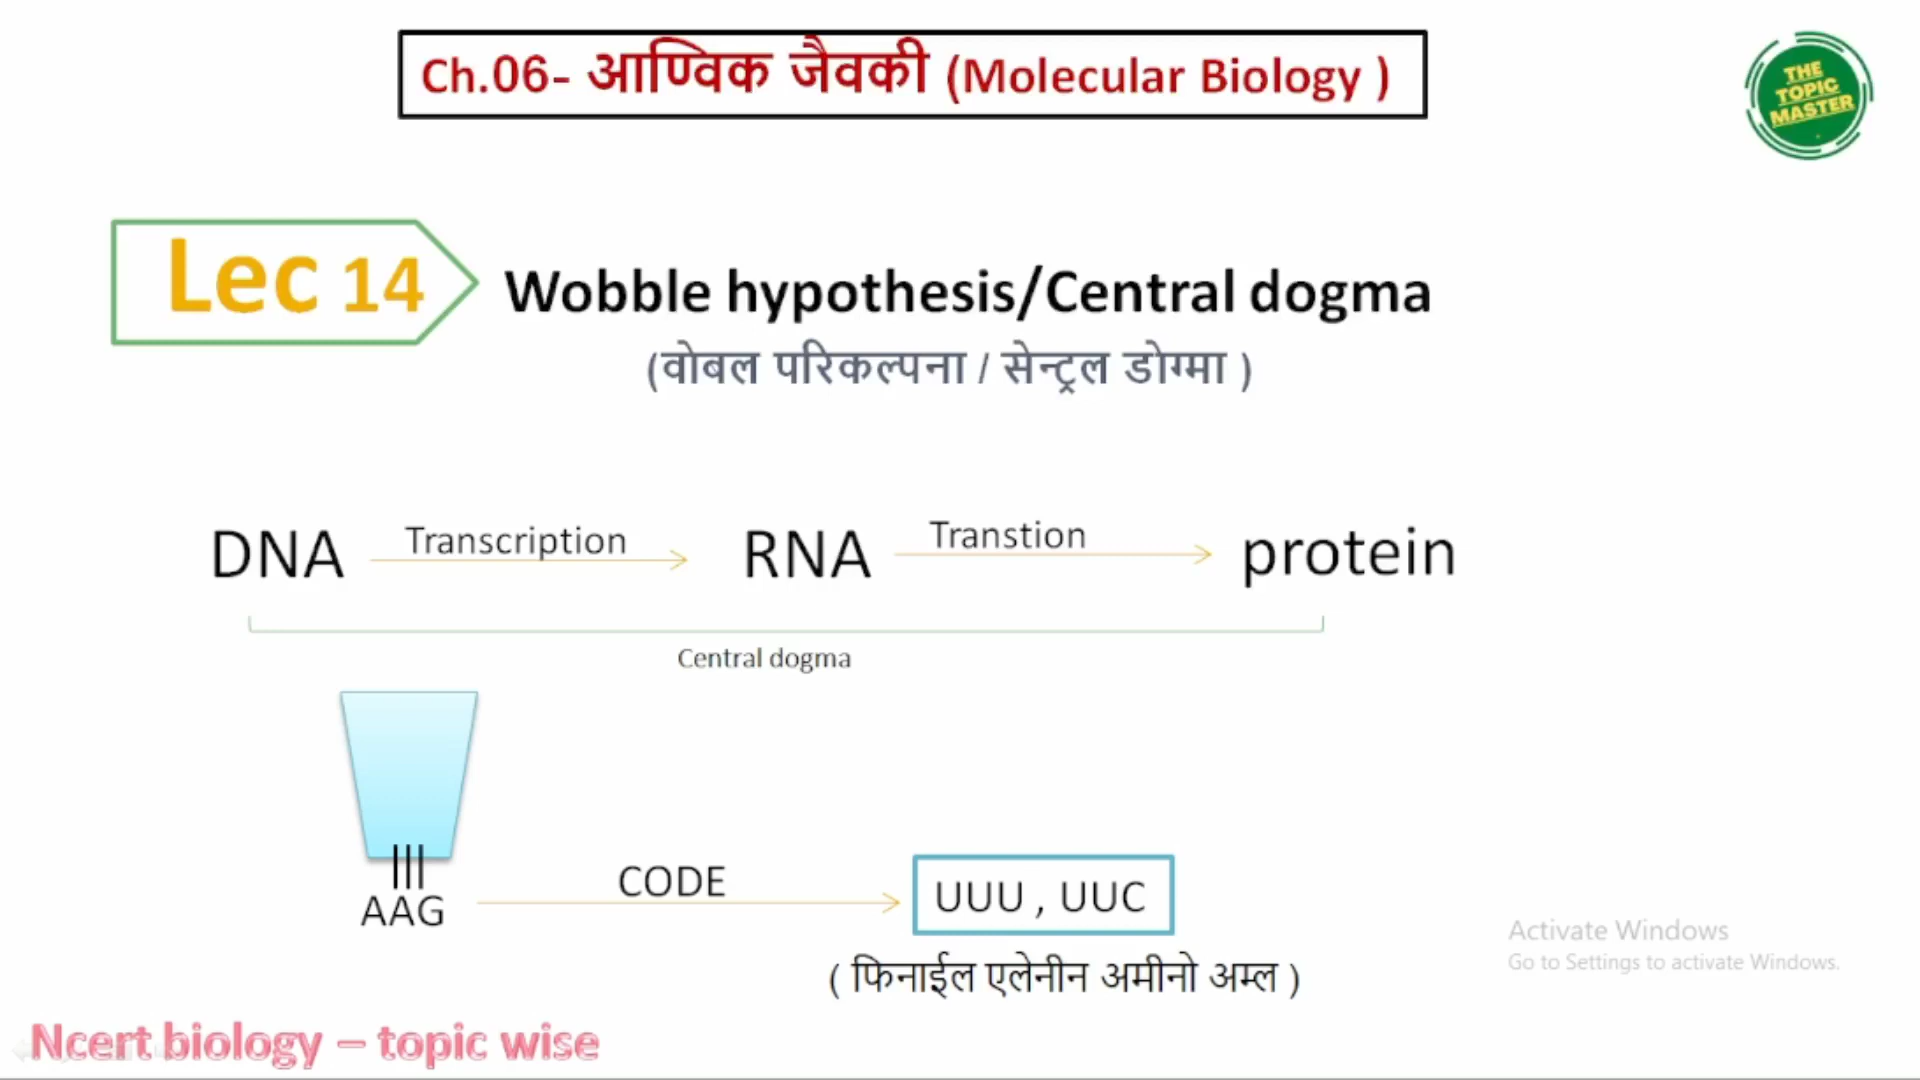 Ch.06- आण्विक जैवकी (Molecular Biology )
THE
TOPIC
MASTER
Lec 14
Wobble hypothesis/Central dogma
(वोबल परिकल्पना / सेन्ट्रल डोग्मा )
DNA Transcription RNA Transtion protein
Central dogma
AAG CODE UUU , UUC
( फिनाईल एलेनीन अमीनो अम्ल )
Activate Windows
Go to Settings to activate Windows.
Ncert biology – topic wise